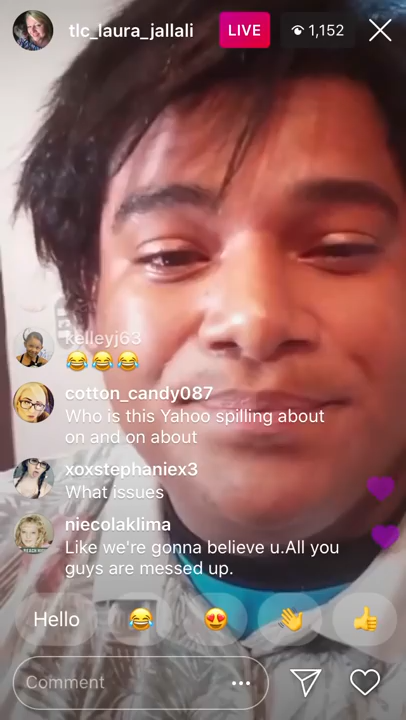 tlc_laura_jallali LIVE 1,152
kelleyj63
😂😂😂
cotton_candy087
Who is this Yahoo spilling about
on and on about
xoxstephaniex3
What issues
niecolaklima
Like we're gonna believe u.All you
guys are messed up.
Hello 😂 😍 👋 👍
Comment